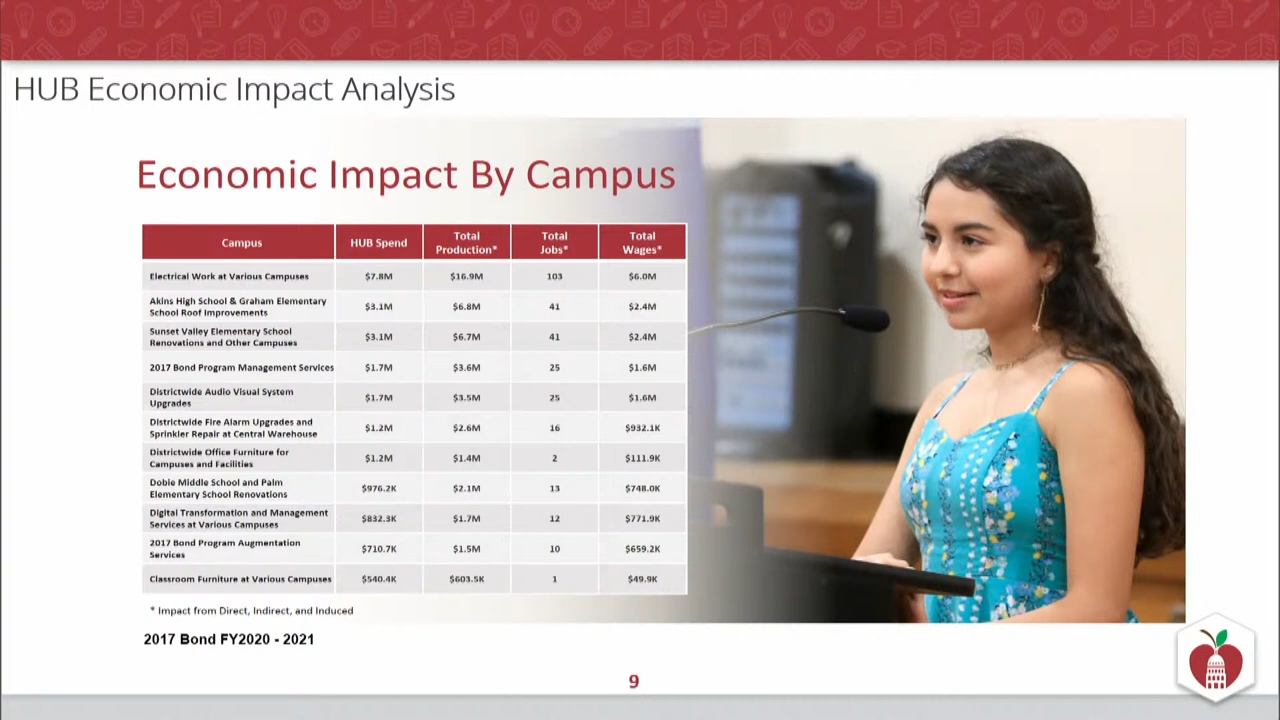 HUB Economic Impact Analysis
Economic Impact By Campus
Campus HUB Spend Total Production* Total Jobs* Total Wages*
Electrical Work at Various Campuses $7.8M $16.9M 103 $6.0M
Akins High School & Graham Elementary School Roof Improvements $3.1M $6.8M 41 $2.4M
Sunset Valley Elementary School Renovations and Other Campuses $3.1M $6.7M 41 $2.4M
2017 Bond Program Management Services $1.7M $3.6M 25 $1.6M
Districtwide Audio Visual System Upgrades $1.7M $3.5M 25 $1.6M
Districtwide Fire Alarm Upgrades and Sprinkler Repair at Central Warehouse $1.2M $2.6M 16 $932.1K
Districtwide Office Furniture for Campuses and Facilities $1.2M $1.4M 2 $111.9K
Dobie Middle School and Palm Elementary School Renovations $976.2K $2.1M 13 $748.0K
Digital Transformation and Management Services at Various Campuses $832.3K $1.7M 12 $771.9K
2017 Bond Program Augmentation Services $710.7K $1.5M 10 $659.2K
Classroom Furniture at Various Campuses $540.4K $603.5K 1 $49.9K
* Impact from Direct, Indirect, and Induced
2017 Bond FY2020 - 2021
9